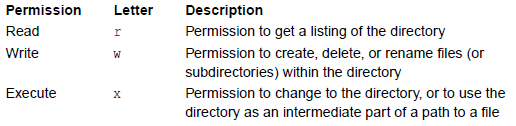 Permission Letter Description
Read r Permission to get a listing of the directory
Write w Permission to create, delete, or rename files (or
subdirectories) within the directory
Execute x Permission to change to the directory, or to use the
directory as an intermediate part of a path to a file